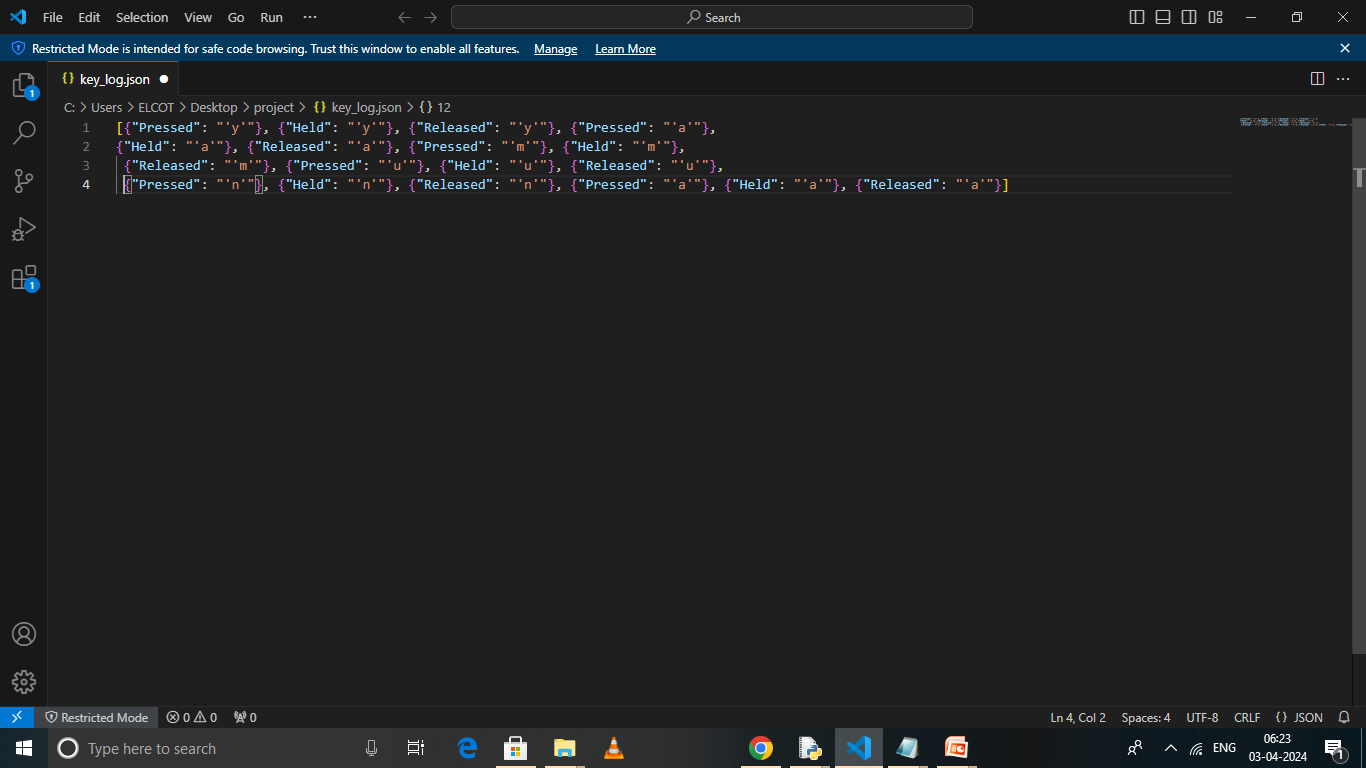 File Edit Selection View Go Run ··· Search
Restricted Mode is intended for safe code browsing. Trust this window to enable all features. Manage Learn More
{} key_log.json
C: > Users > ELCOT > Desktop > project > {} key_log.json > {} 12
1 [{"Pressed": "'y'"}, {"Held": "'y'"}, {"Released": "'y'"}, {"Pressed": "'a'"},
2 {"Held": "'a'"}, {"Released": "'a'"}, {"Pressed": "'m'"}, {"Held": "'m'"},
3 {"Released": "'m'"}, {"Pressed": "'u'"}, {"Held": "'u'"}, {"Released": "'u'"},
4 {"Pressed": "'n'"}, {"Held": "'n'"}, {"Released": "'n'"}, {"Pressed": "'a'"}, {"Held": "'a'"}, {"Released": "'a'"}]
1
1
Restricted Mode 0 0 0 Ln 4, Col 2 Spaces: 4 UTF-8 CRLF {} JSON
Type here to search ENG 06:23
03-04-2024 1